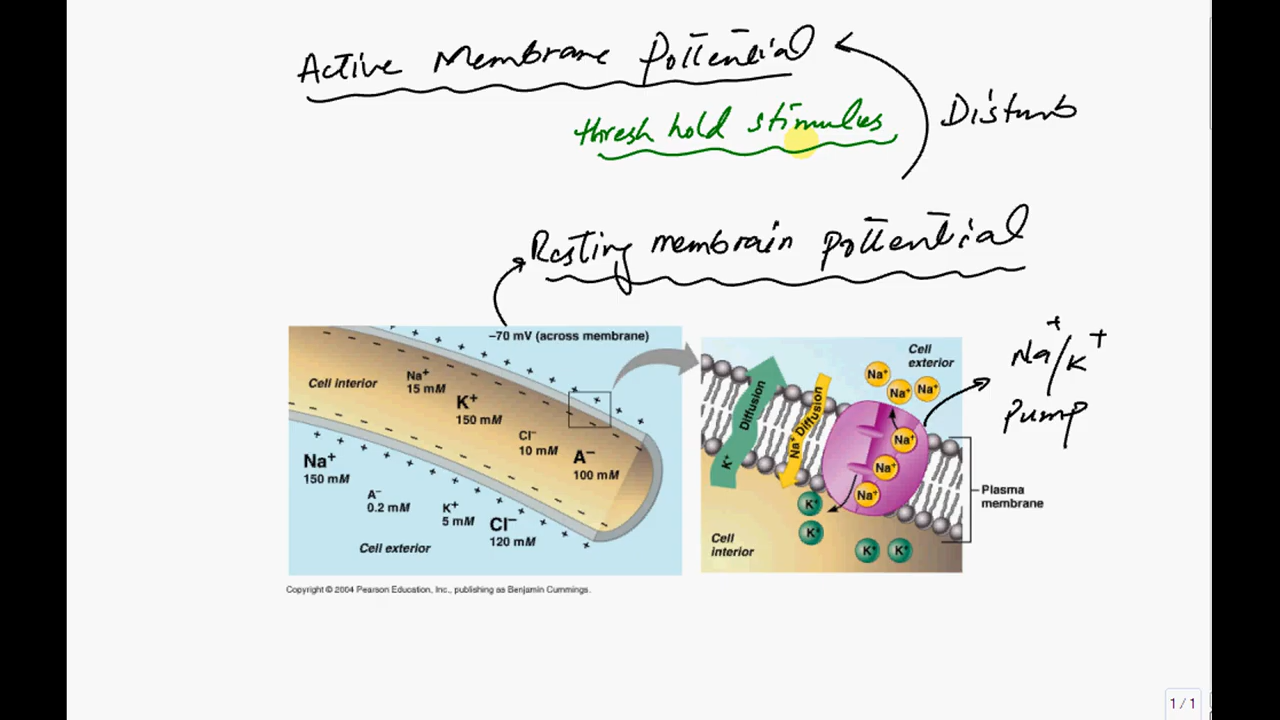 Active Membrane Pottential
Disturb
thresh hold stimulus
Resting membrain pottential
−70 mV (across membrane)
Cell interior
Na+
15 mM
K+
150 mM
Cl−
10 mM
A−
100 mM
Na+
150 mM
A−
0.2 mM
K+
5 mM
Cl−
120 mM
Cell exterior
Cell
exterior
K+ Diffusion
Na+ Diffusion
Na+
Na+
Na+
Na+
Na+
Na+
K+
K+
K+
K+
Cell
interior
Plasma
membrane
Na+/K+
Pump
Copyright © 2004 Pearson Education, Inc., publishing as Benjamin Cummings.
1 / 1